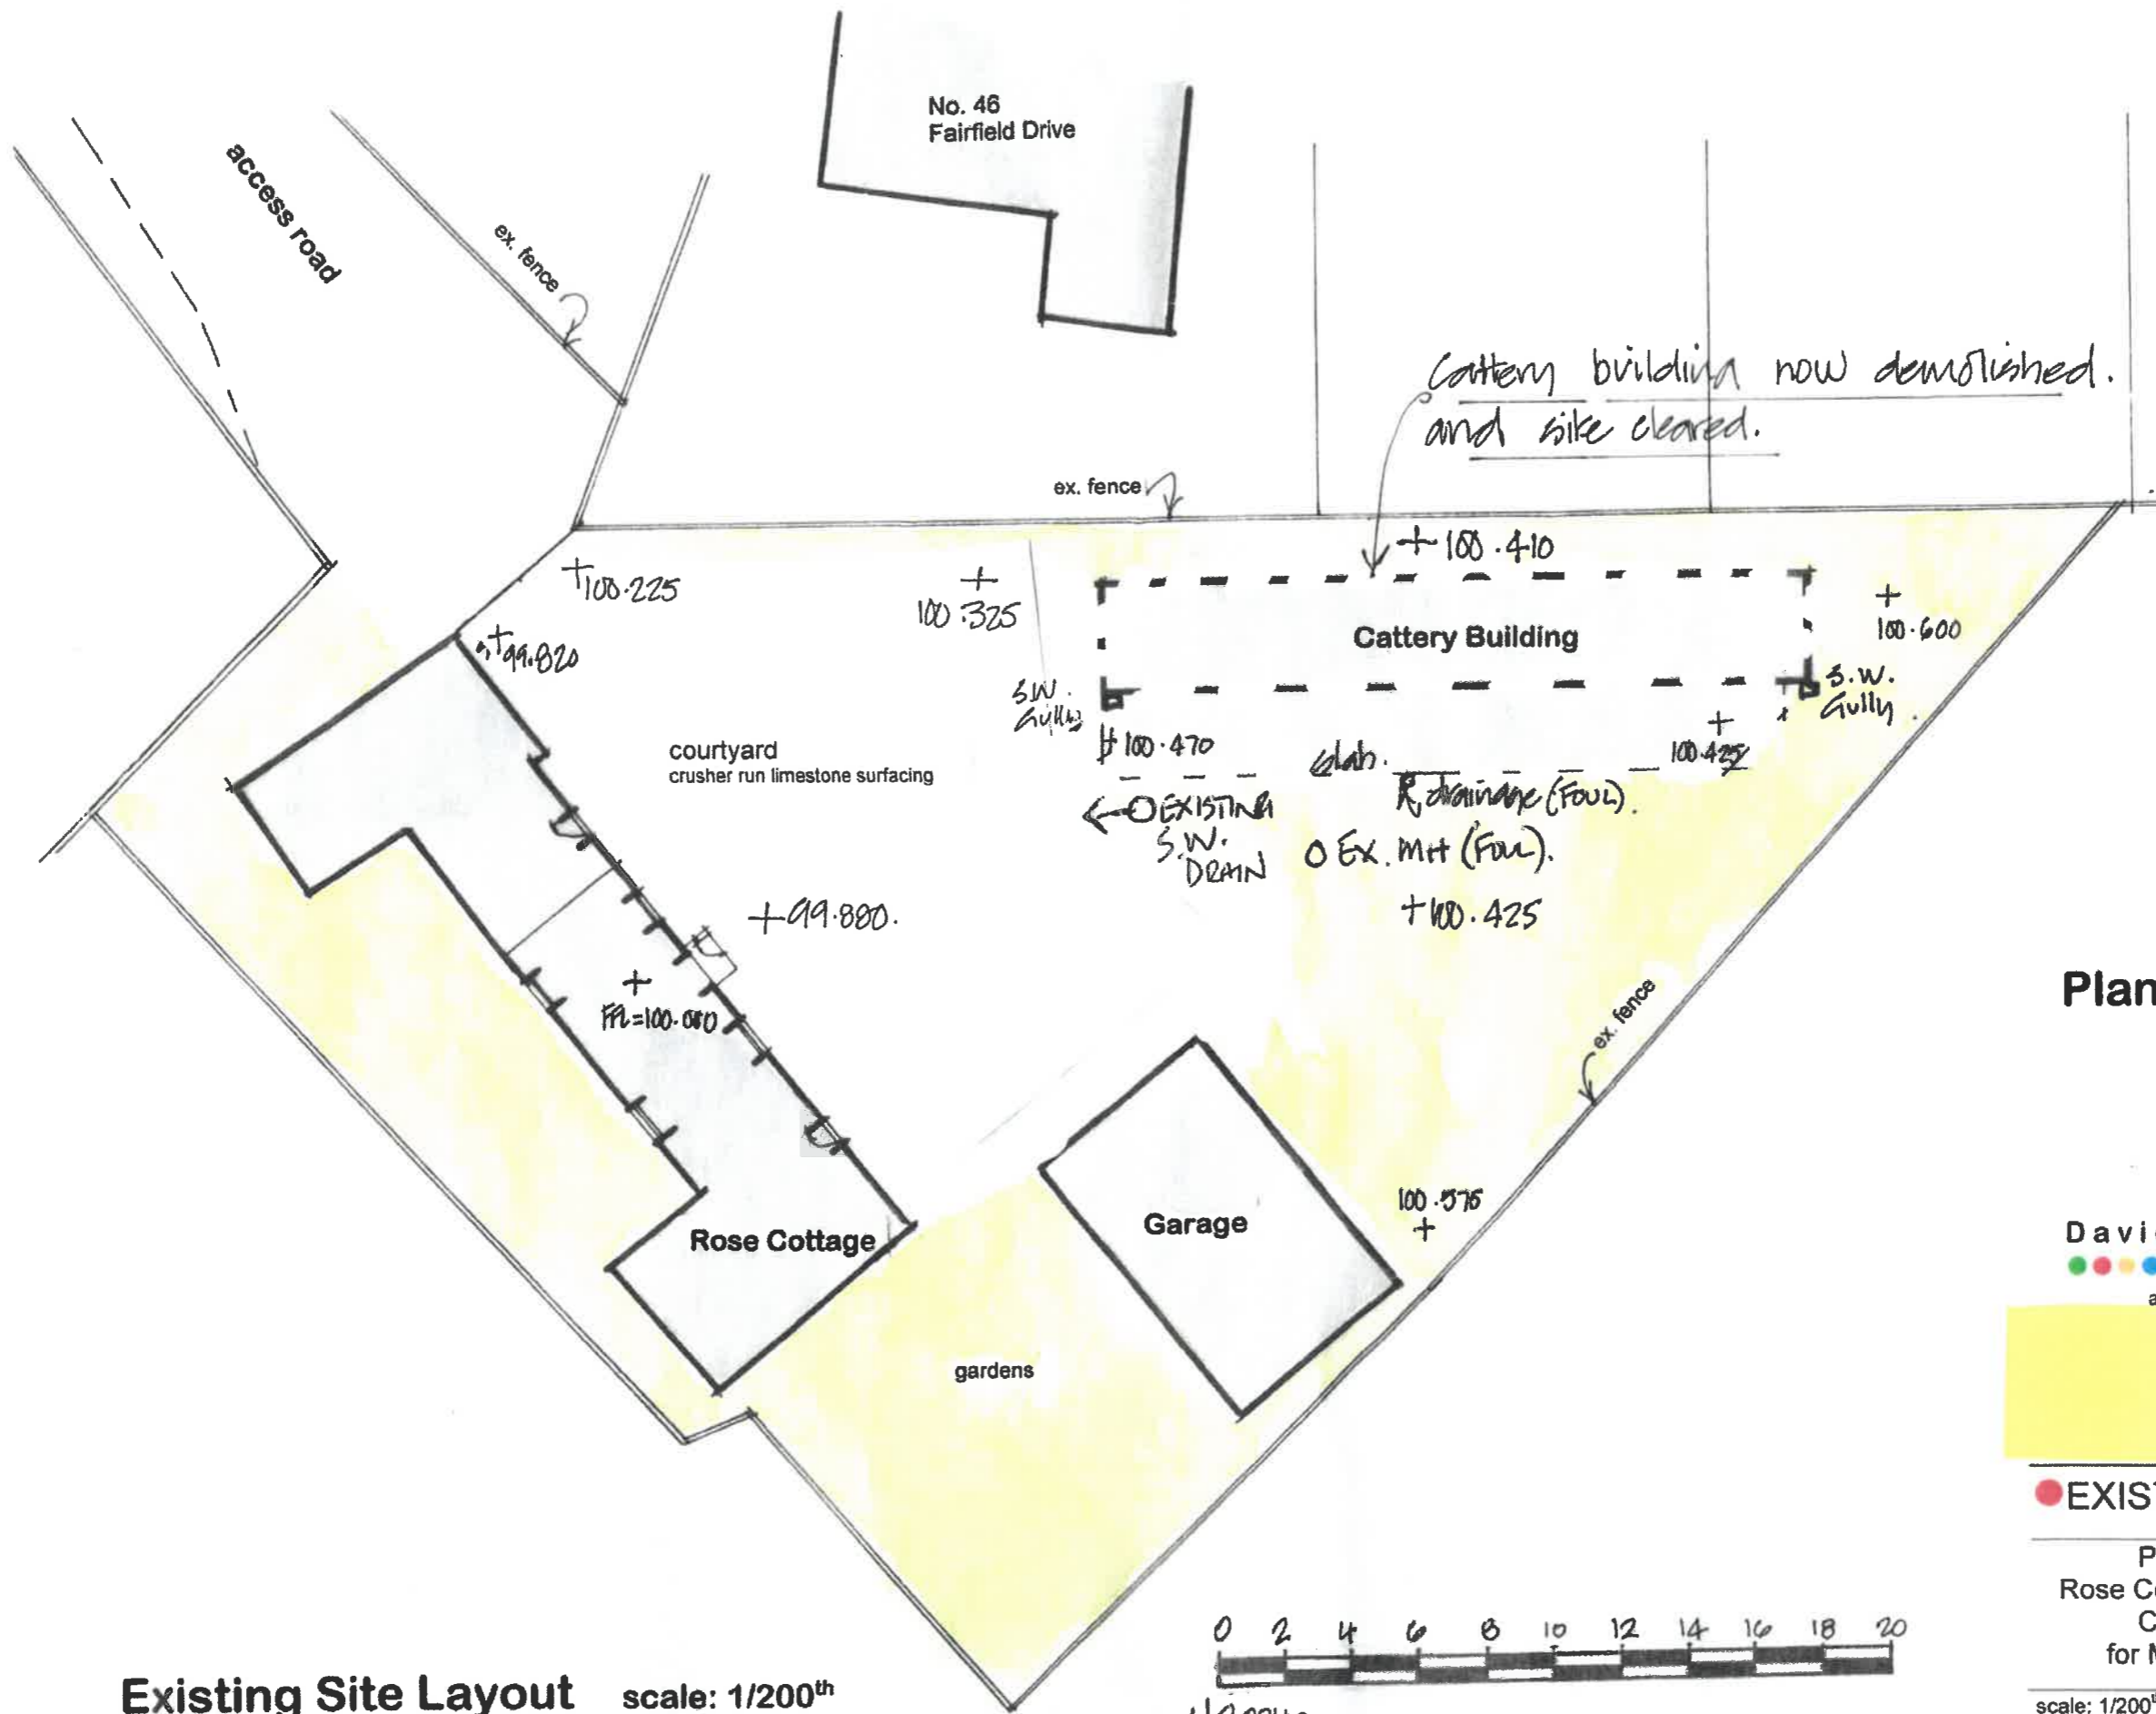 No. 46
Fairfield Drive
access road
ex. fence
Cattery building now demolished.
and site cleared.
ex. fence
+100.410
+100.225
+
100.325
Cattery Building
+
100.600
+99.820
S.W.
Gully
S.W.
Gully
courtyard
crusher run limestone surfacing
100.470
slab.
+
100.425
drainage (FOUL).
EXISTING
S.W.
DRAIN
Ex. MH (Foul).
+99.880.
+100.425
+
FFL=100.000
ex. fence
Plan
Garage
100.575
+
Rose Cottage
Davi
gardens
EXIST
Rose Co
for M
0 2 4 6 8 10 12 14 16 18 20
Existing Site Layout scale: 1/200th
scale: 1/200